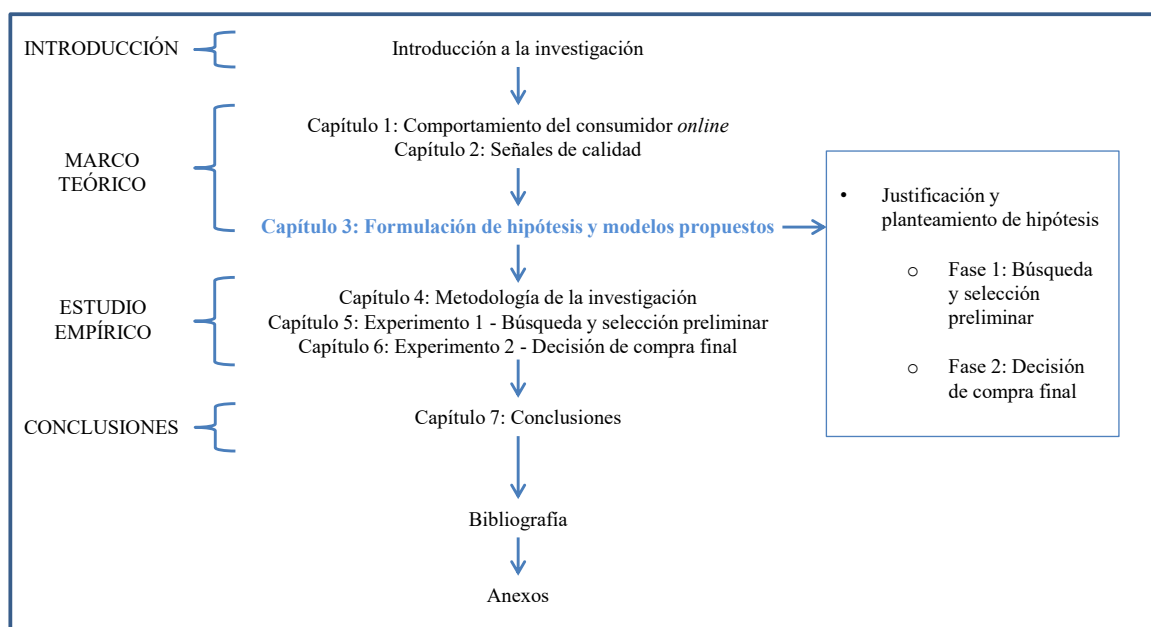 INTRODUCCIÓN
Introducción a la investigación
Capítulo 1: Comportamiento del consumidor online
Capítulo 2: Señales de calidad
MARCO
TEÓRICO
Capítulo 3: Formulación de hipótesis y modelos propuestos
• Justificación y
planteamiento de hipótesis
o Fase 1: Búsqueda
y selección
preliminar
o Fase 2: Decisión
de compra final
ESTUDIO
EMPÍRICO
Capítulo 4: Metodología de la investigación
Capítulo 5: Experimento 1 - Búsqueda y selección preliminar
Capítulo 6: Experimento 2 - Decisión de compra final
CONCLUSIONES
Capítulo 7: Conclusiones
Bibliografía
Anexos